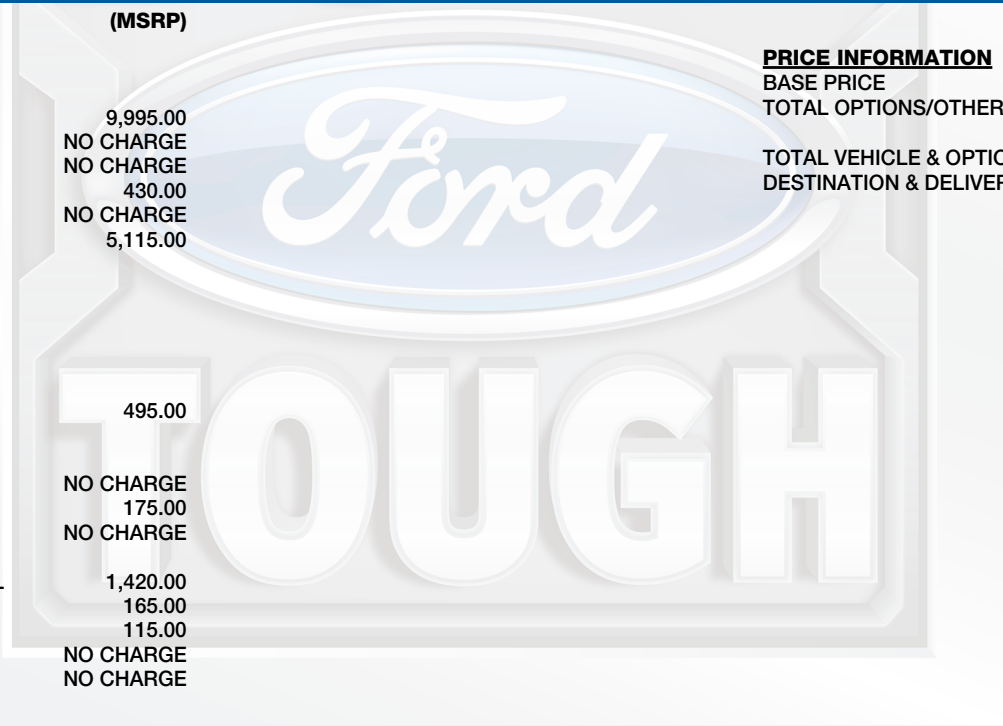 (MSRP)
9,995.00
NO CHARGE
NO CHARGE
430.00
NO CHARGE
5,115.00
495.00
NO CHARGE
175.00
NO CHARGE
1,420.00
165.00
115.00
NO CHARGE
NO CHARGE
PRICE INFORMATION
BASE PRICE
TOTAL OPTIONS/OTHER
TOTAL VEHICLE & OPTIO
DESTINATION & DELIVER
Ford
TOUGH